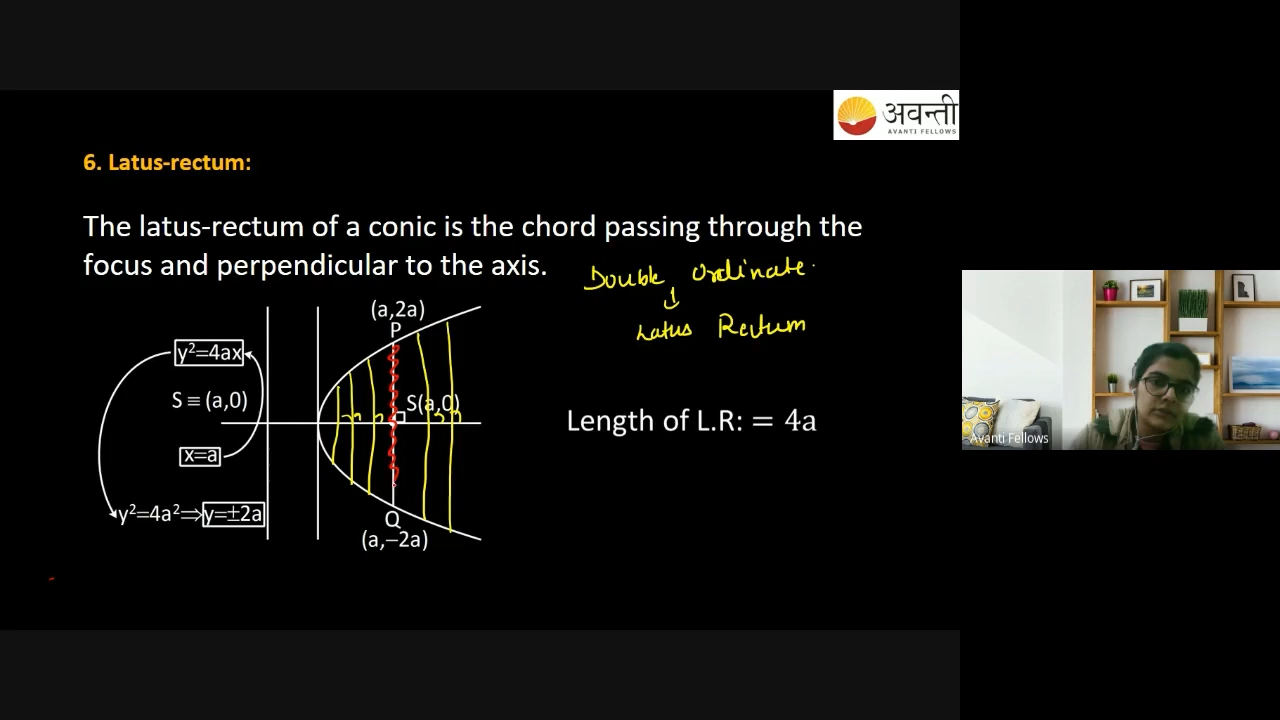 अवन्ती
AVANTI FELLOWS
6. Latus-rectum:
The latus-rectum of a conic is the chord passing through the
focus and perpendicular to the axis.
Double Ordinate.
Latus Rectum
(a,2a)
P
y²=4ax
S ≡ (a,0)
S(a,0)
Length of L.R: = 4a
x=a
y²=4a²⇒y=±2a
Q
(a,−2a)
Avanti Fellows